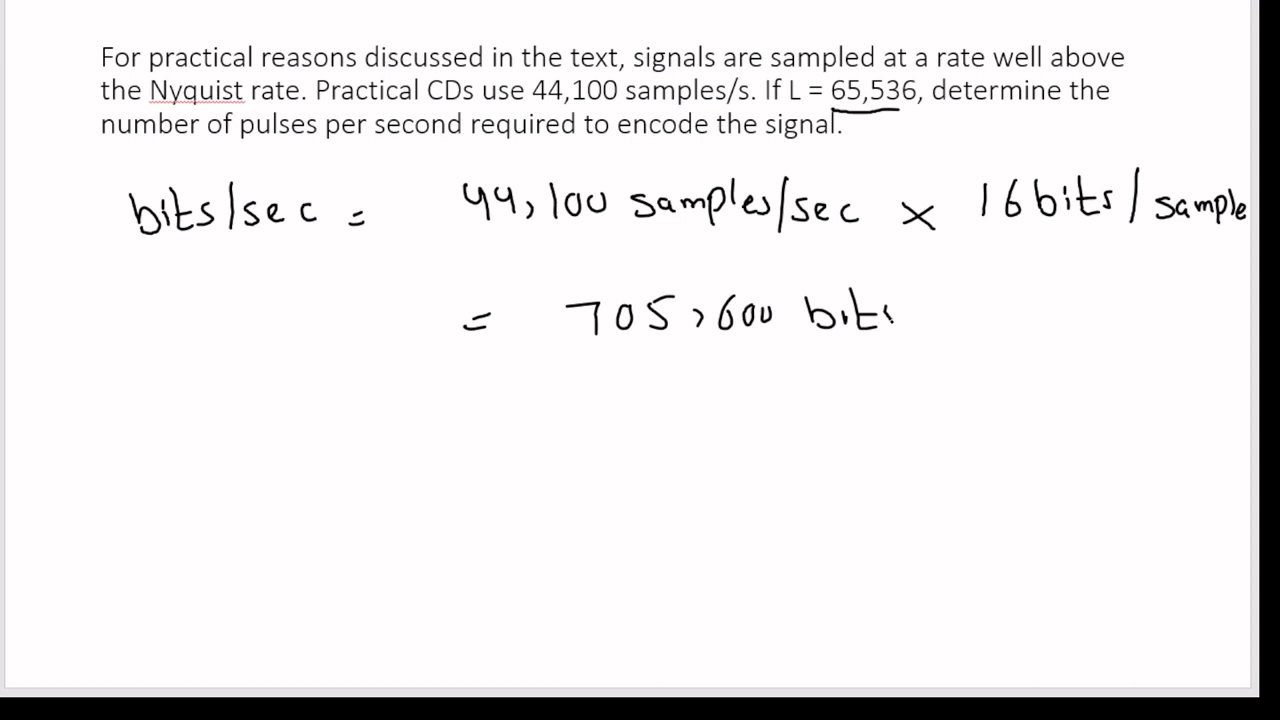 For practical reasons discussed in the text, signals are sampled at a rate well above
the Nyquist rate. Practical CDs use 44,100 samples/s. If L = 65,536, determine the
number of pulses per second required to encode the signal.
bits/sec = 44,100 samples/sec × 16 bits/sample
= 705,600 bits